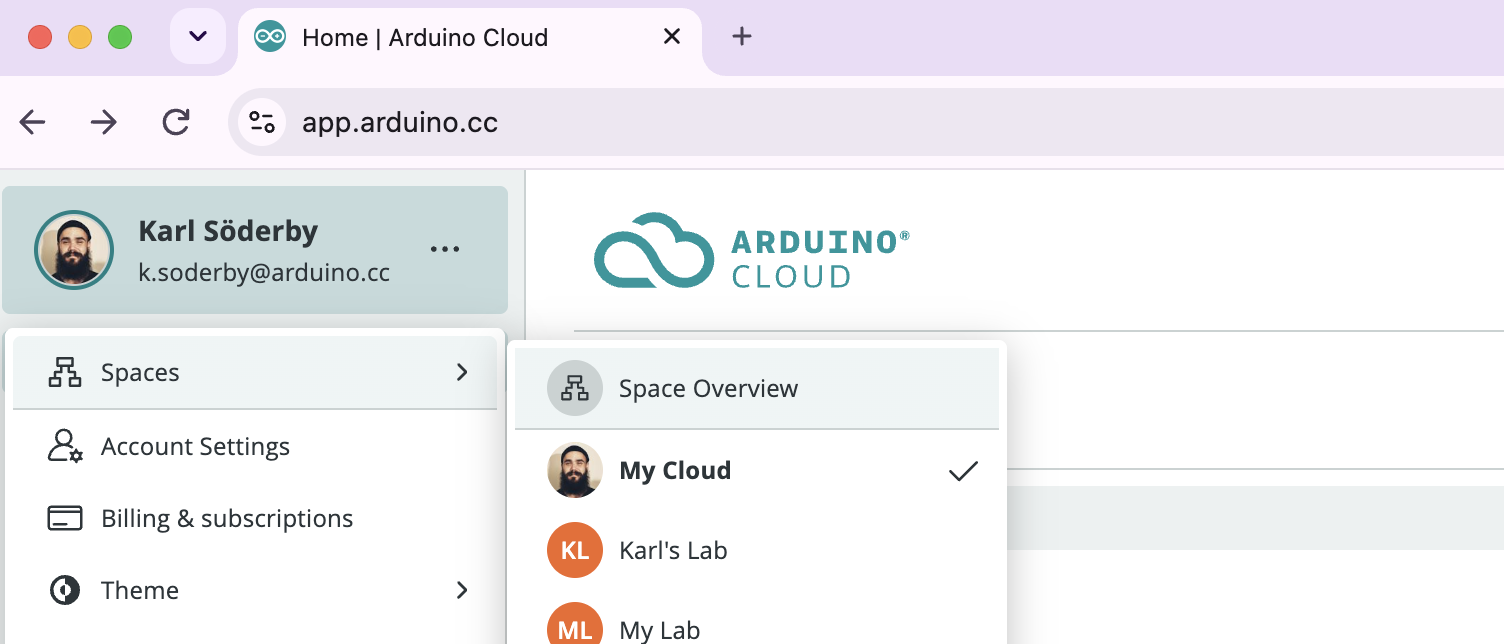 Home | Arduino Cloud
app.arduino.cc
Karl Söderby
k.soderby@arduino.cc
ARDUINO®
CLOUD
Spaces
Account Settings
Billing & subscriptions
Theme
Space Overview
My Cloud
KL Karl's Lab
ML My Lab